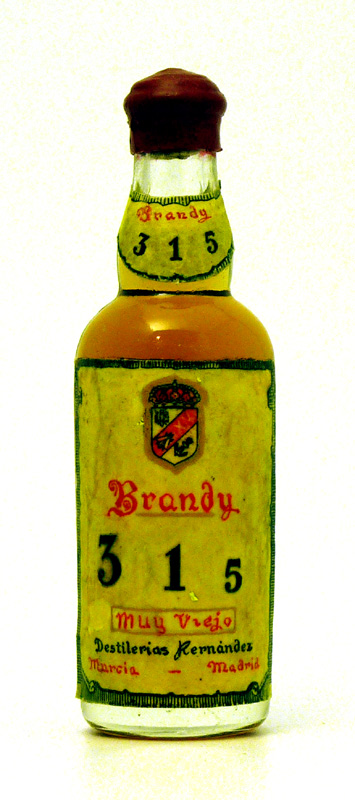 Brandy
3 1 5
Brandy
3 1 5
Muy Viejo
Destilerias Hernández
Murcia — Madrid